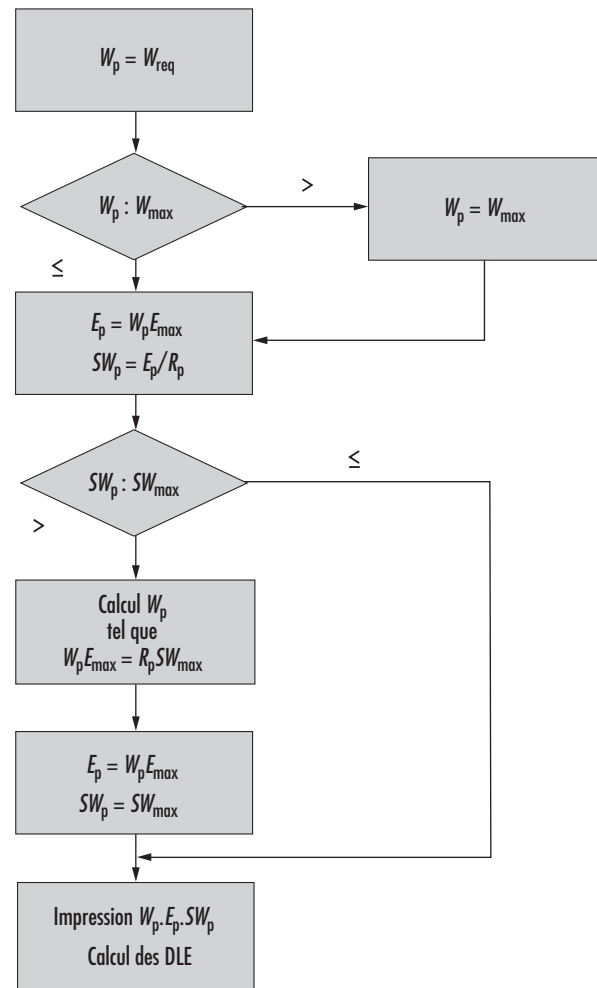 Wp = Wreq
Wp : Wmax
>
Wp = Wmax
≤
Ep = WpEmax
SWp = Ep/Rp
SWp : SWmax
≤
>
Calcul Wp
tel que
WpEmax = RpSWmax
Ep = WpEmax
SWp = SWmax
Impression Wp.Ep.SWp
Calcul des DLE